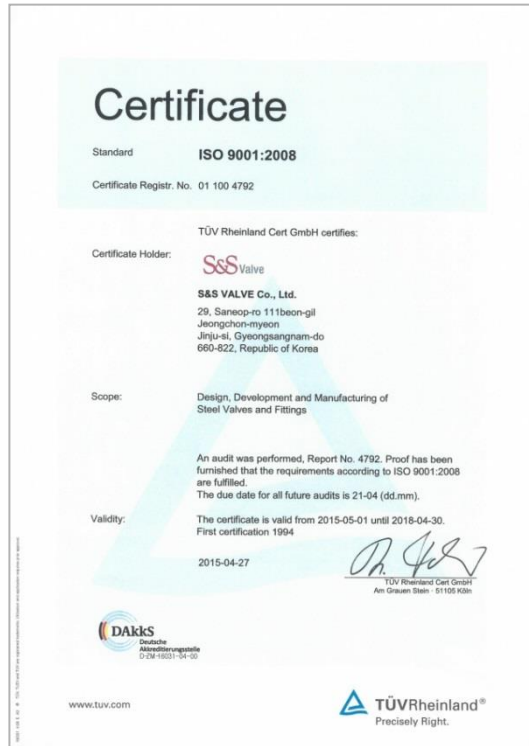 Certificate
Standard ISO 9001:2008
Certificate Registr. No. 01 100 4792
TÜV Rheinland Cert GmbH certifies:
Certificate Holder:
S&S Valve
S&S VALVE Co., Ltd.
29, Saneop-ro 111beon-gil
Jeongchon-myeon
Jinju-si, Gyeongsangnam-do
660-822, Republic of Korea
Scope: Design, Development and Manufacturing of
Steel Valves and Fittings
An audit was performed, Report No. 4792. Proof has been
furnished that the requirements according to ISO 9001:2008
are fulfilled.
The due date for all future audits is 21-04 (dd.mm).
Validity: The certificate is valid from 2015-05-01 until 2018-04-30.
First certification 1994
2015-04-27
TÜV Rheinland Cert GmbH
Am Grauen Stein · 51105 Köln
DAkkS
Deutsche
Akkreditierungsstelle
D-ZM-16031-04-00
www.tuv.com
TÜVRheinland®
Precisely Right.